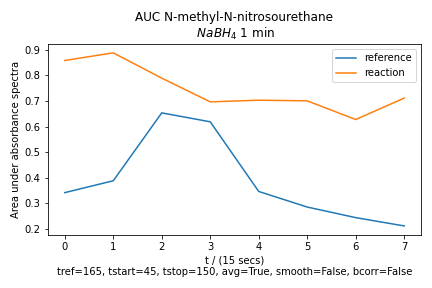 AUC N-methyl-N-nitrosourethane
NaBH₄ 1 min
reference
reaction
Area under absorbance spectra
0.9
0.8
0.7
0.6
0.5
0.4
0.3
0.2
0 1 2 3 4 5 6 7
t / (15 secs)
tref=165, tstart=45, tstop=150, avg=True, smooth=False, bcorr=False